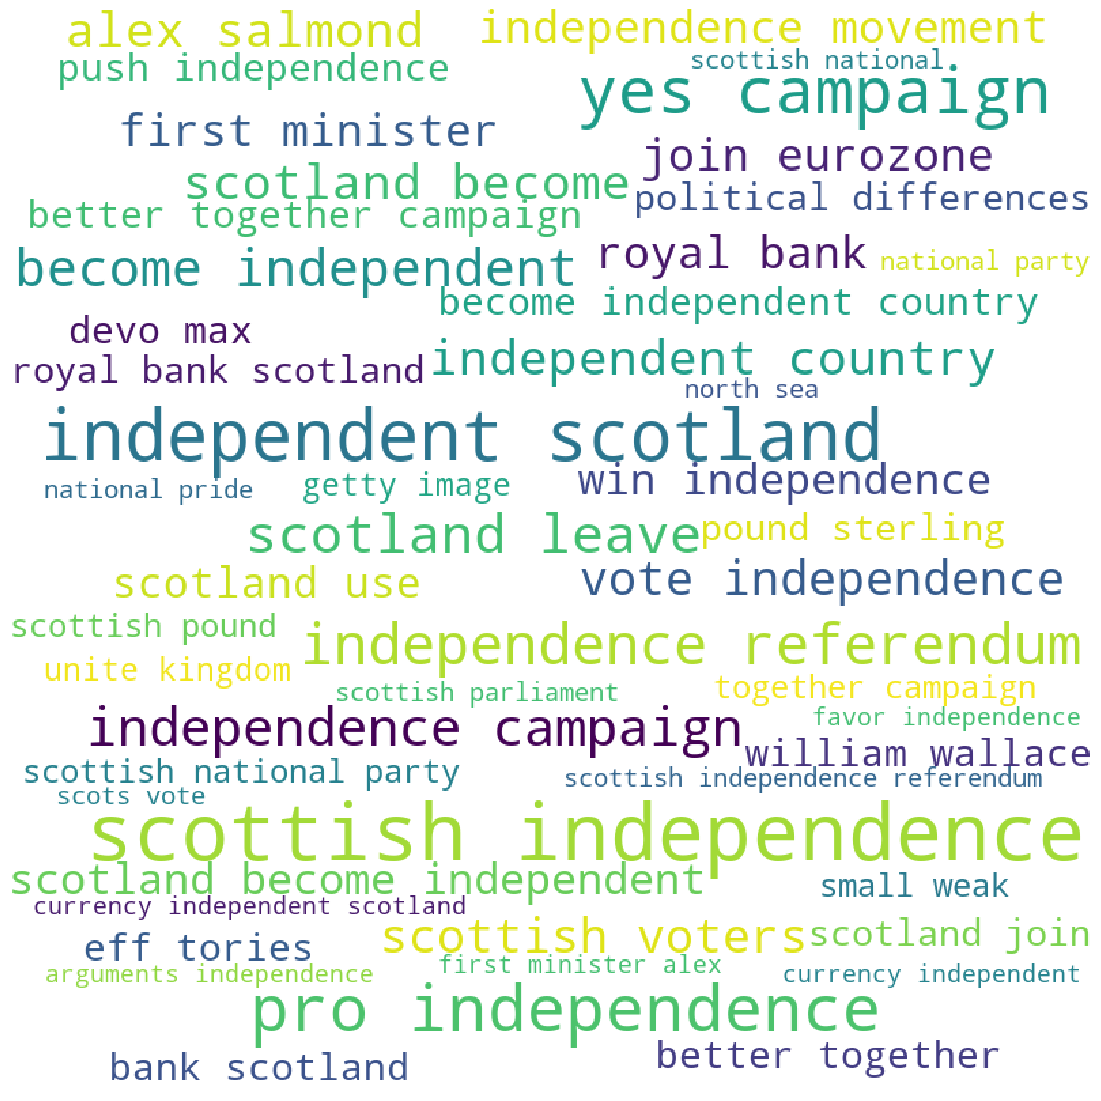 alex salmond
independence movement
push independence
scottish national
yes campaign
first minister
join eurozone
scotland become
political differences
better together campaign
become independent
royal bank
national party
become independent country
devo max
independent country
royal bank scotland
north sea
independent scotland
win independence
national pride
getty image
scotland leave
pound sterling
scotland use
vote independence
scottish pound
independence referendum
unite kingdom
scottish parliament
together campaign
independence campaign
favor independence
william wallace
scottish national party
scottish independence referendum
scots vote
scottish independence
scotland become independent
small weak
currency independent scotland
eff tories
scottish voters
scotland join
arguments independence
first minister alex
currency independent
pro independence
bank scotland
better together